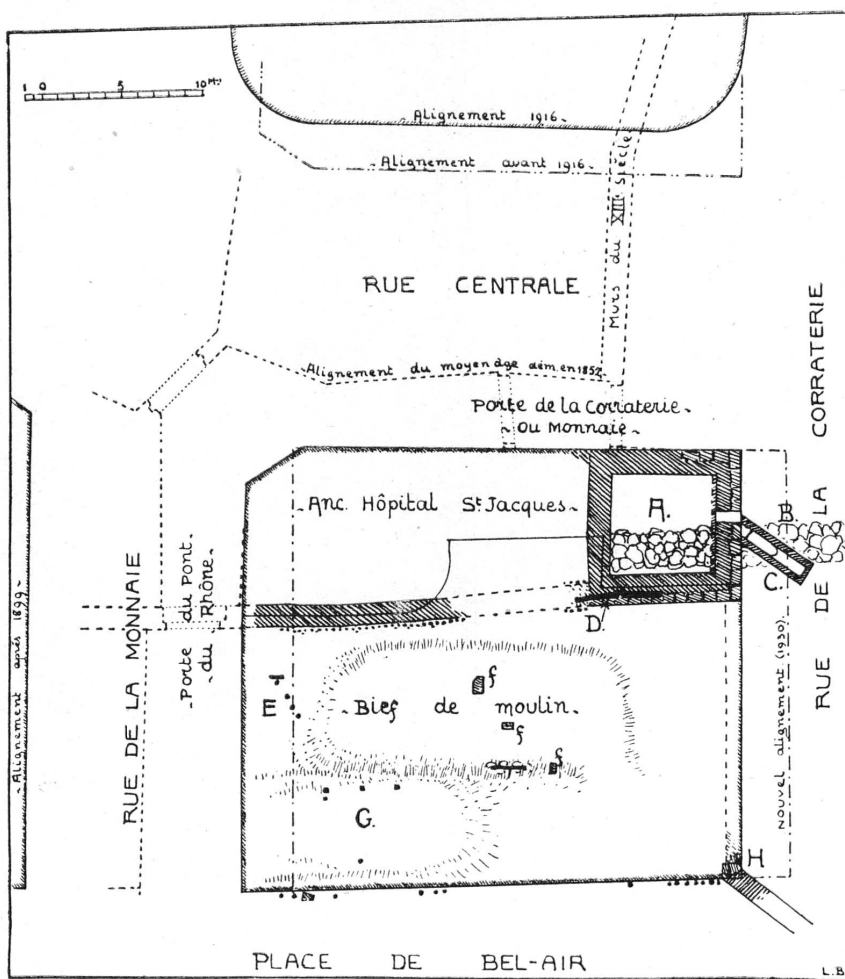 1 0 5 10 Mtr
-Alignement 1916-
-Alignement avant 1916.-
Murs du XIIIe Siècle
RUE CENTRALE
RUE DE LA CORRATERIE
-Alignement du moyen âge dém. en 1852-
Porte de la Corraterie-
-ou Monnaie-
-Anc. Hôpital St Jacques-
A.
B
C.
D.
-Alignement après 1899-
RUE DE LA MONNAIE
-Porte du Pont-
-du Rhône-
E
-Bief de moulin-
f
f
f
G.
H
Nouvel alignement (1930).
PLACE DE BEL-AIR
L.B